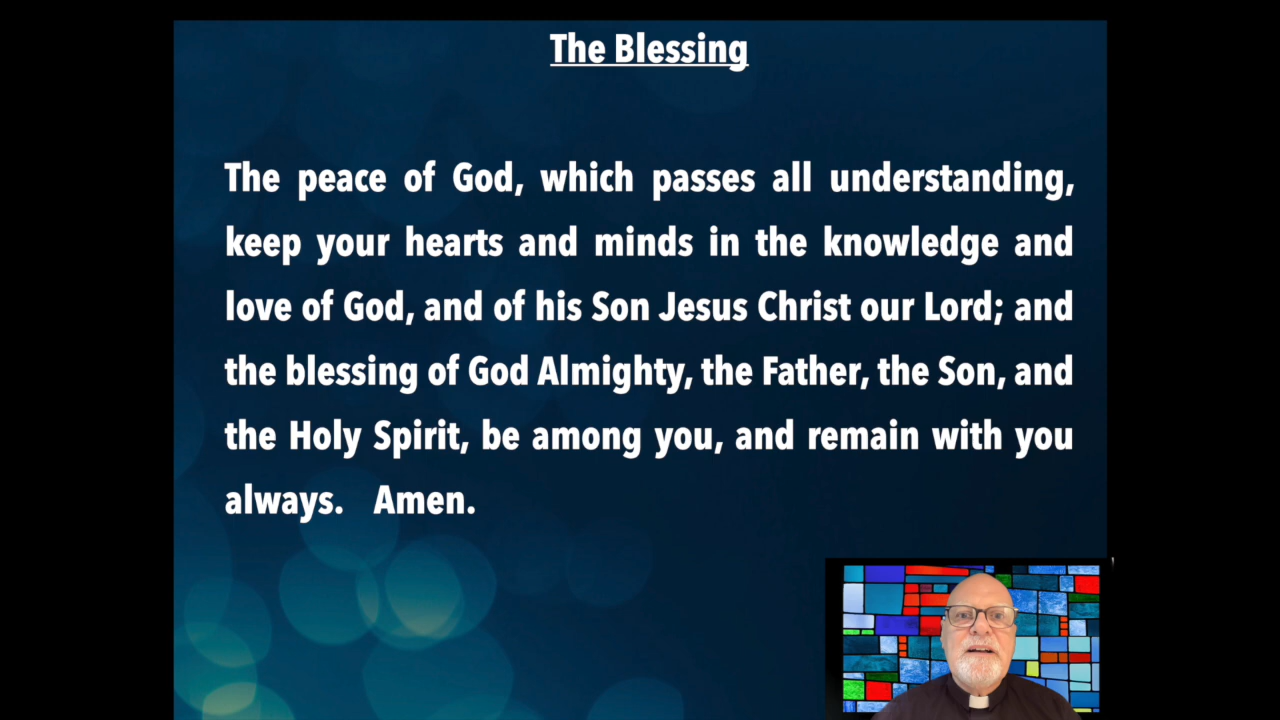 The Blessing
The peace of God, which passes all understanding,
keep your hearts and minds in the knowledge and
love of God, and of his Son Jesus Christ our Lord; and
the blessing of God Almighty, the Father, the Son, and
the Holy Spirit, be among you, and remain with you
always. Amen.